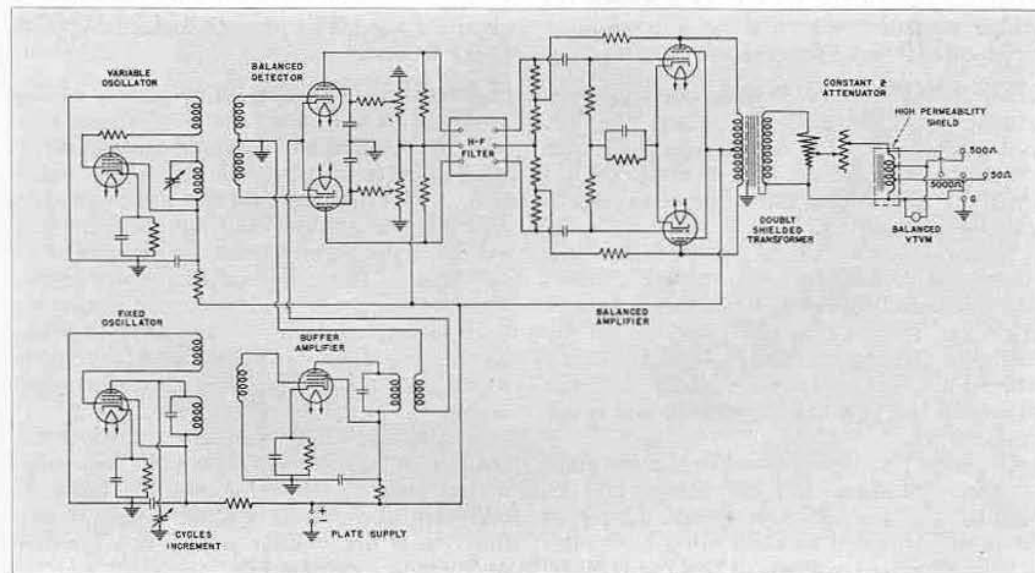 VARIABLE
OSCILLATOR
BALANCED
DETECTOR
H-F
FILTER
CONSTANT Z
ATTENUATOR
HIGH PERMEABILITY
SHIELD
500Ω
50Ω
5000Ω
G
BALANCED
VTVM
DOUBLY
SHIELDED
TRANSFORMER
BALANCED
AMPLIFIER
FIXED
OSCILLATOR
BUFFER
AMPLIFIER
CYCLES
INCREMENT
+
-
PLATE SUPPLY